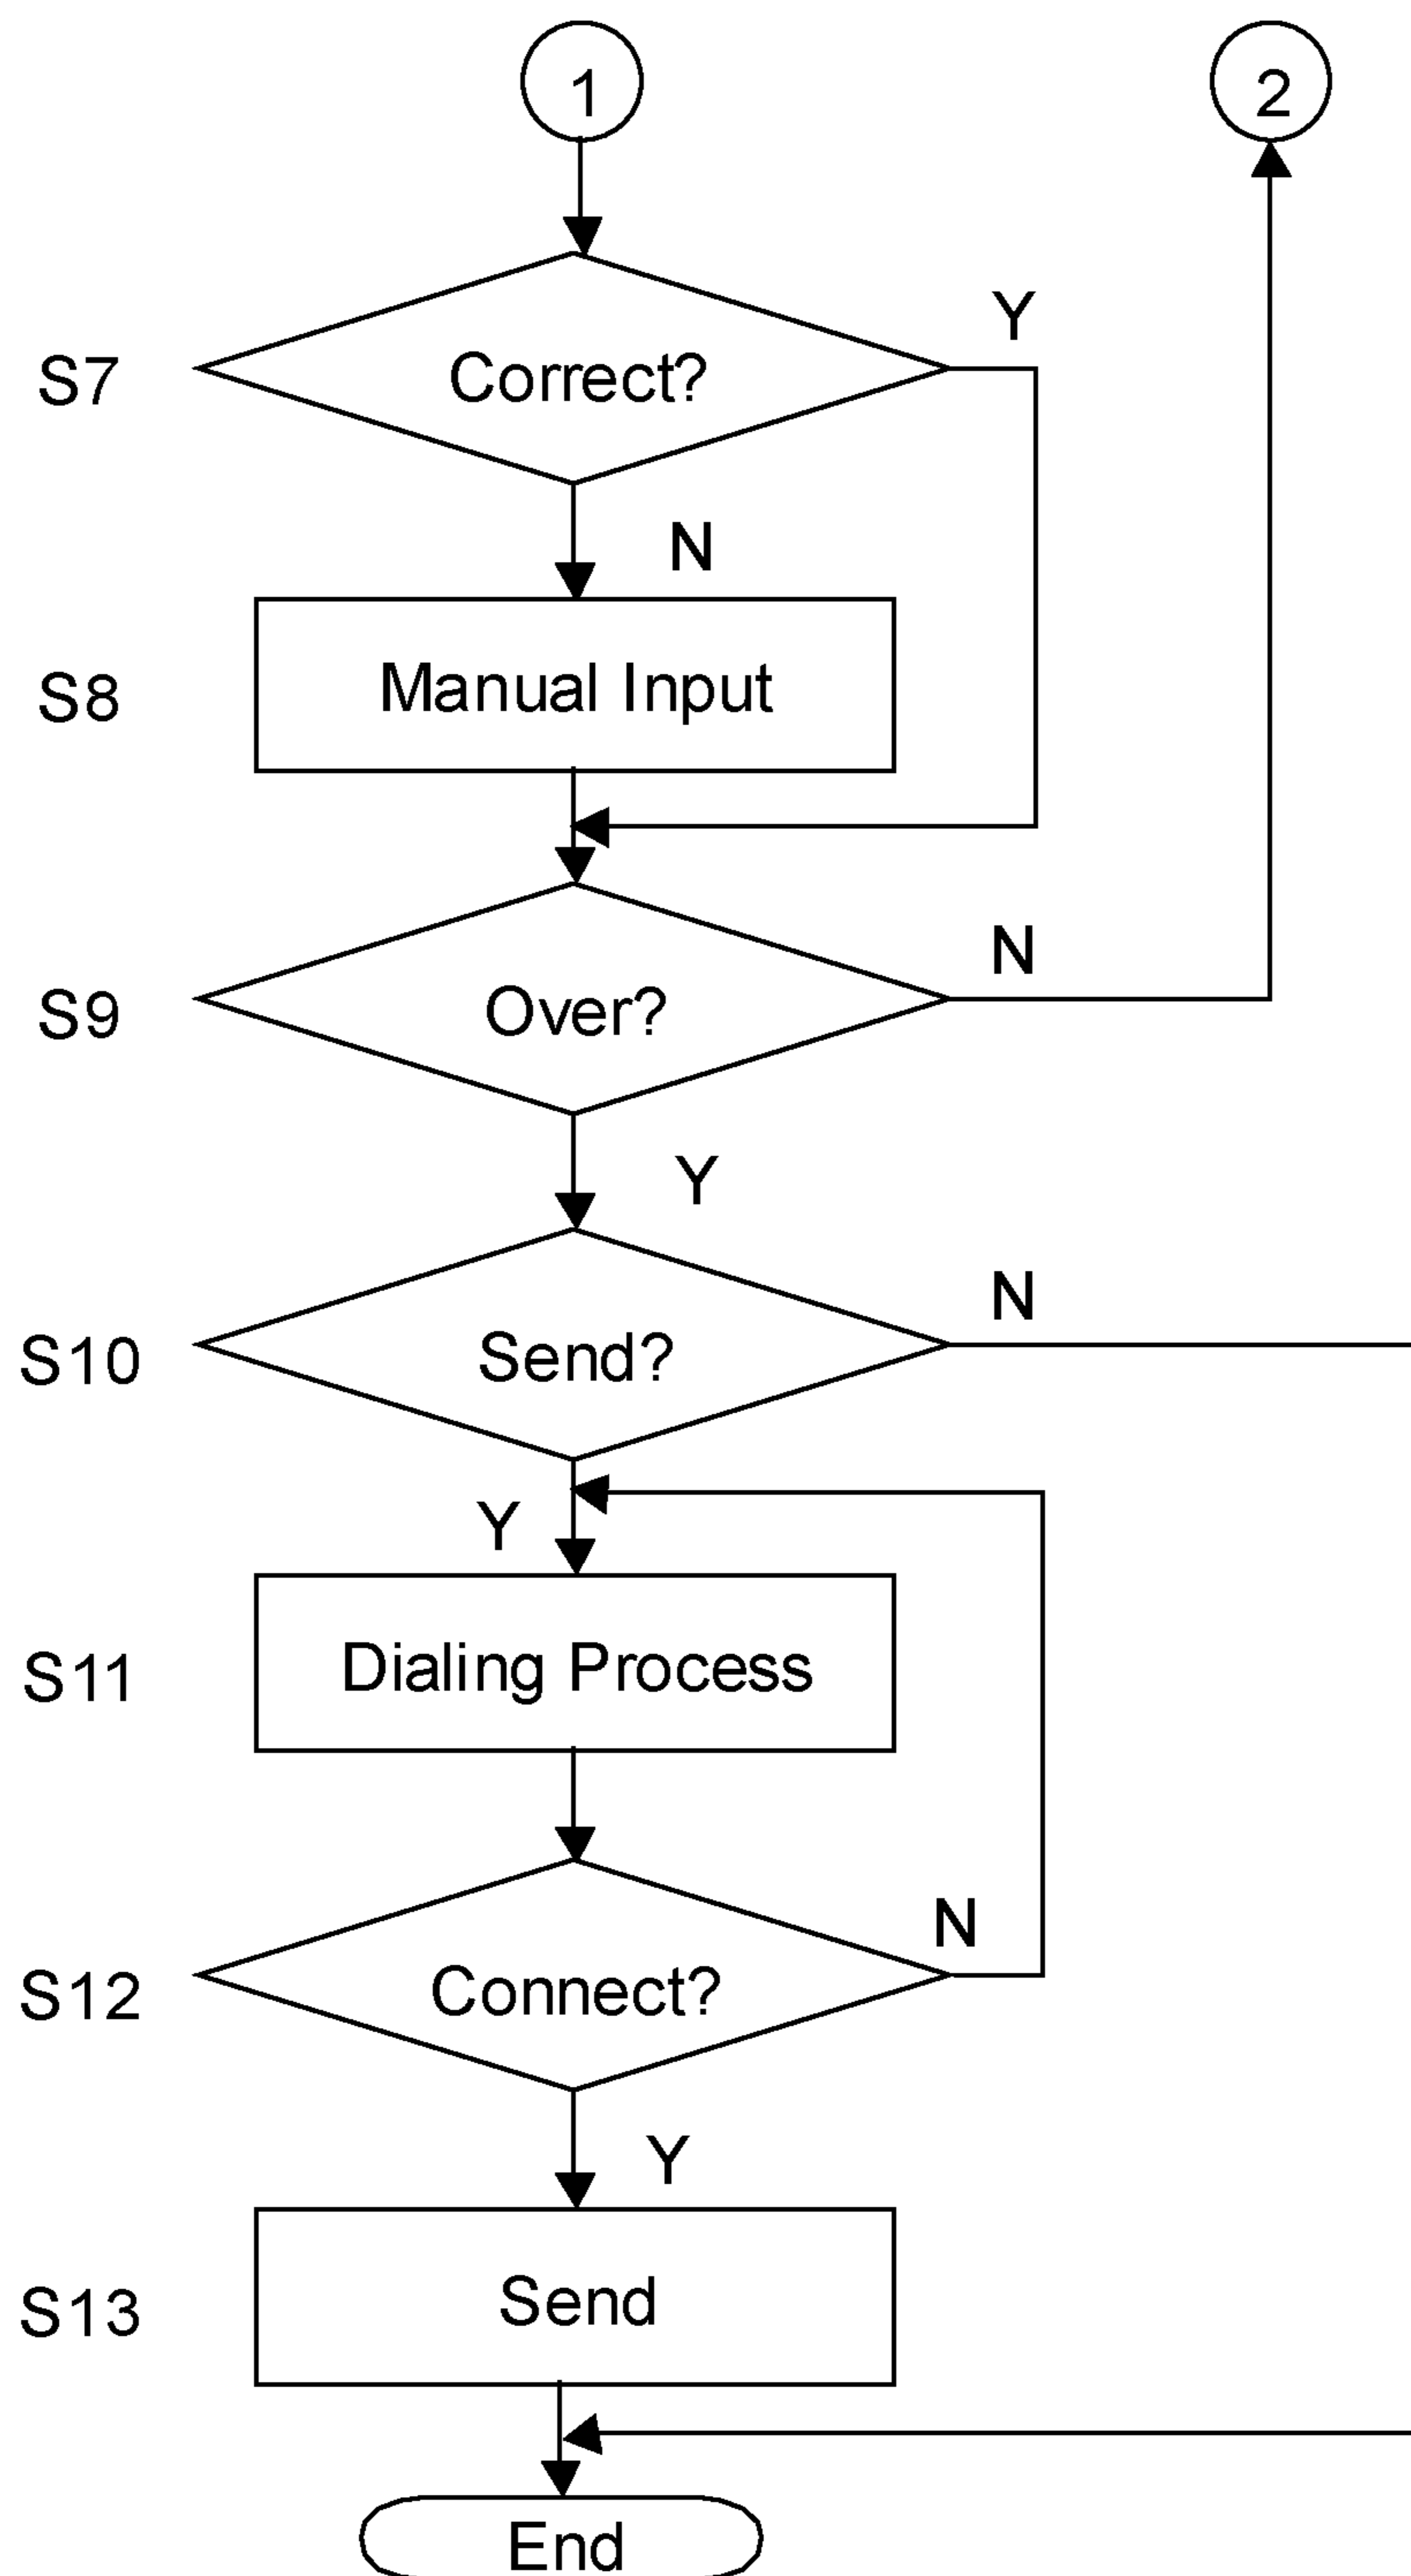 1
2
S7
Correct?
Y
N
S8
Manual Input
S9
Over?
N
Y
S10
Send?
N
Y
S11
Dialing Process
S12
Connect?
N
Y
S13
Send
End